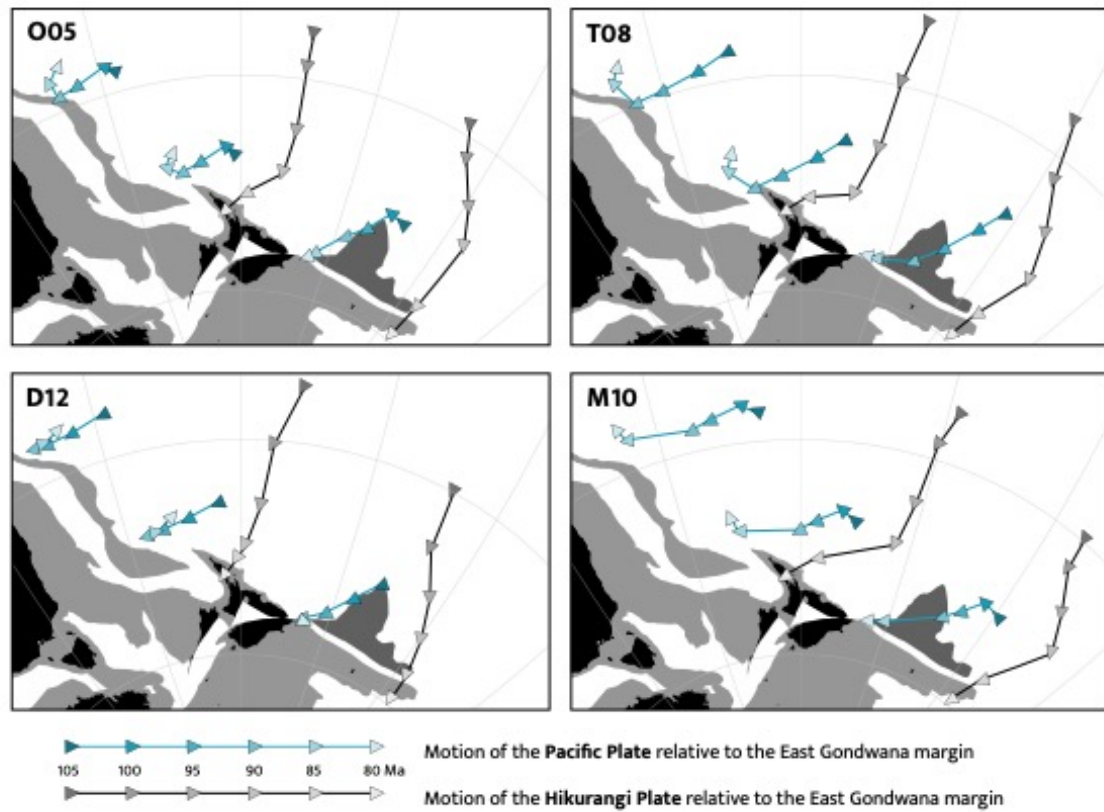 O05
T08
D12
M10
Motion of the Pacific Plate relative to the East Gondwana margin
105 100 95 90 85 80 Ma
Motion of the Hikurangi Plate relative to the East Gondwana margin